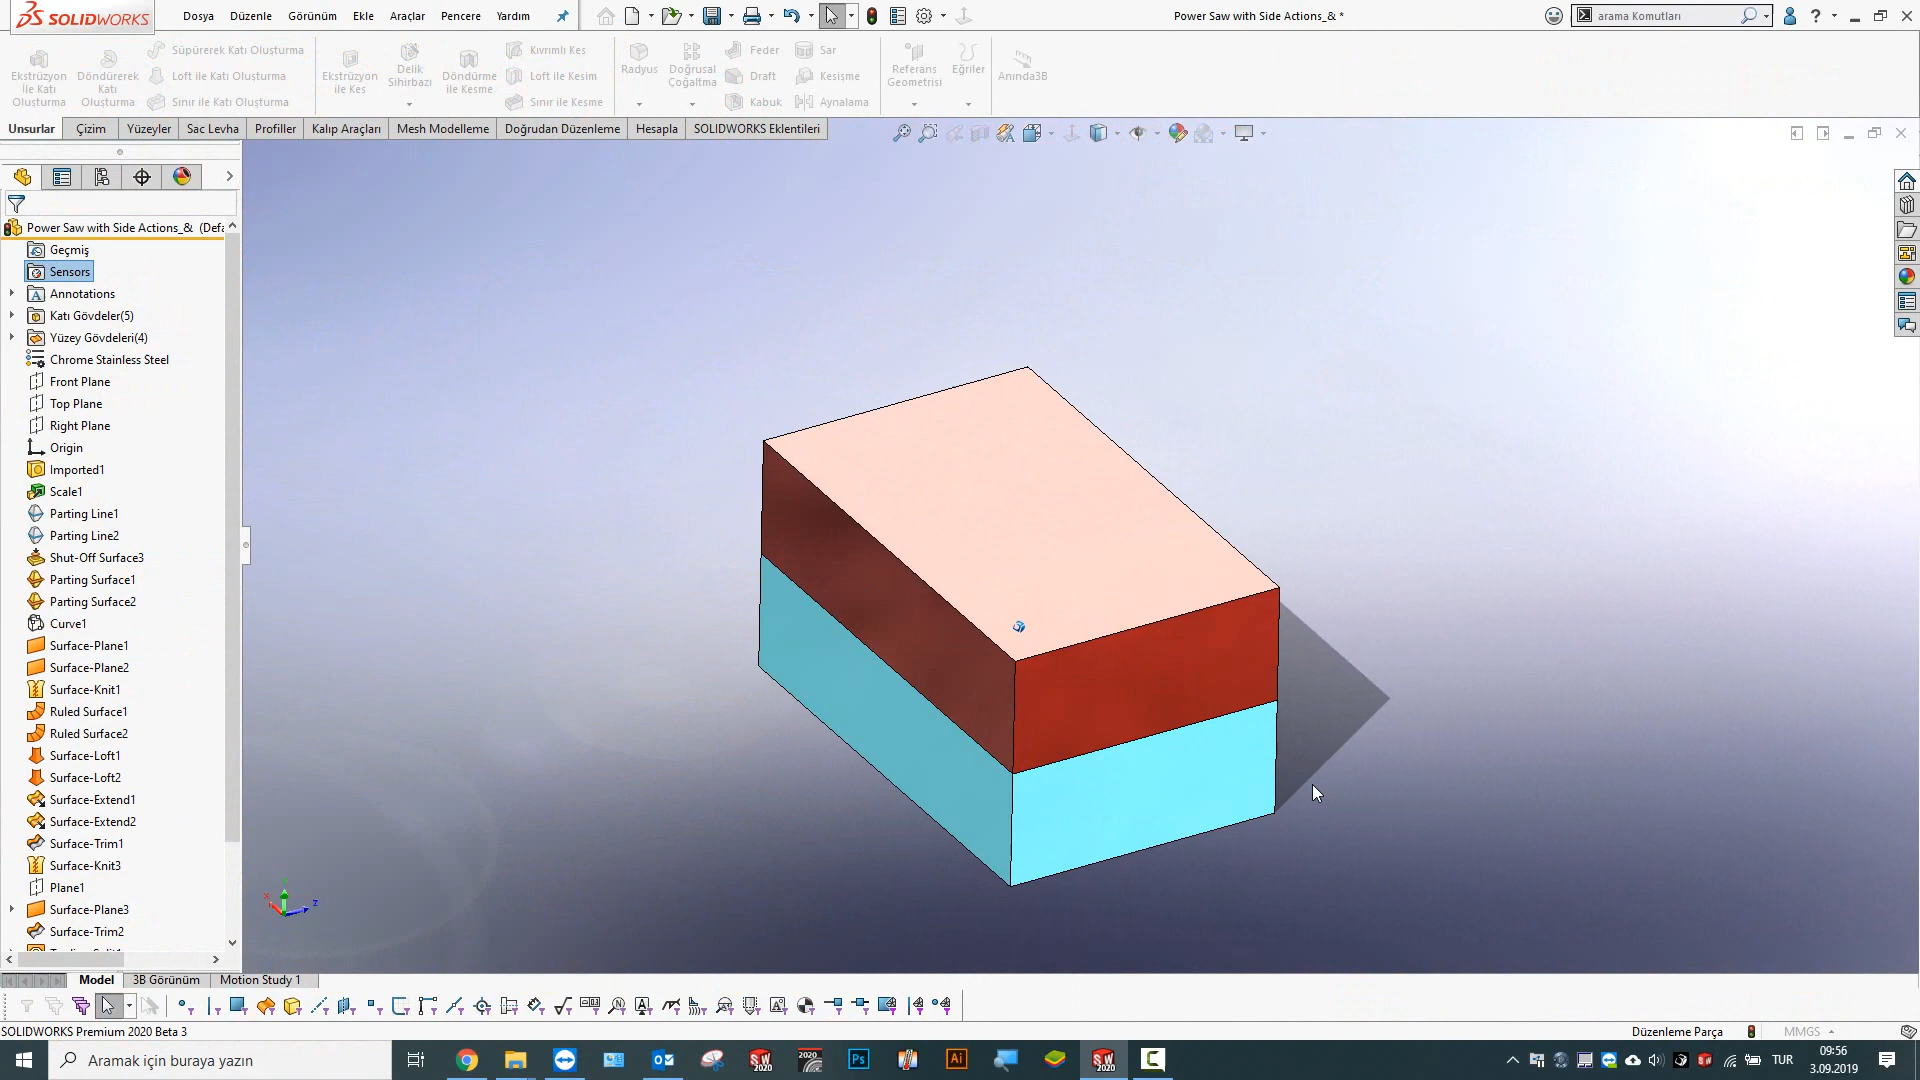 SOLIDWORKS
Dosya Düzenle Görünüm Ekle Araçlar Pencere Yardım
Power Saw with Side Actions_& *
arama Komutları
Ekstrüzyon İle Katı Oluşturma
Döndürerek Katı Oluşturma
Süpürerek Katı Oluşturma
Loft ile Katı Oluşturma
Sınır ile Katı Oluşturma
Ekstrüzyon ile Kes
Delik Sihirbazı
Döndürme ile Kesme
Kıvrımlı Kes
Loft ile Kesim
Sınır ile Kesme
Radyus
Doğrusal Çoğaltma
Feder
Draft
Kabuk
Sar
Kesişme
Aynalama
Referans Geometrisi
Eğriler
Anında3B
Unsurlar Çizim Yüzeyler Sac Levha Profiller Kalıp Araçları Mesh Modelleme Doğrudan Düzenleme Hesapla SOLIDWORKS Eklentileri
Power Saw with Side Actions_& (Defa
Geçmiş
Sensors
Annotations
Katı Gövdeler(5)
Yüzey Gövdeleri(4)
Chrome Stainless Steel
Front Plane
Top Plane
Right Plane
Origin
Imported1
Scale1
Parting Line1
Parting Line2
Shut-Off Surface3
Parting Surface1
Parting Surface2
Curve1
Surface-Plane1
Surface-Plane2
Surface-Knit1
Ruled Surface1
Ruled Surface2
Surface-Loft1
Surface-Loft2
Surface-Extend1
Surface-Extend2
Surface-Trim1
Surface-Knit3
Plane1
Surface-Plane3
Surface-Trim2
Model 3B Görünüm Motion Study 1
SOLIDWORKS Premium 2020 Beta 3
Düzenleme Parça MMGS
Aramak için buraya yazın
TUR
09:56
3.09.2019